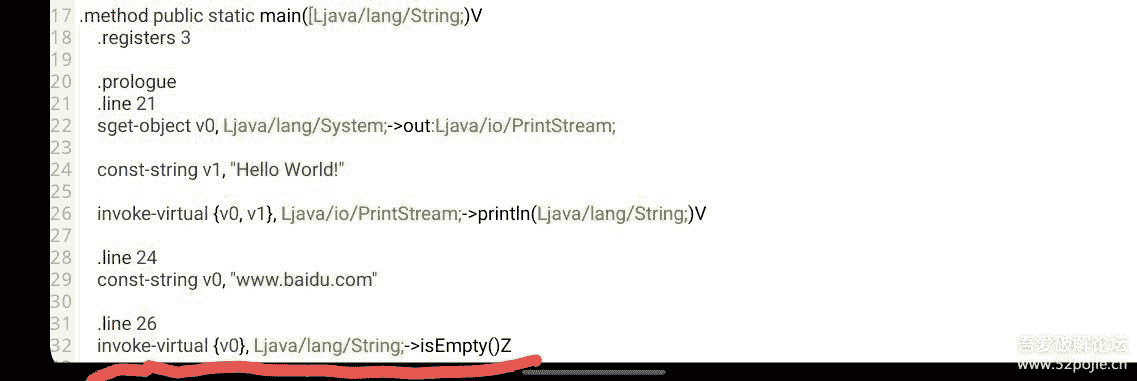 17 .method public static main([Ljava/lang/String;)V
18 .registers 3
19
20 .prologue
21 .line 21
22 sget-object v0, Ljava/lang/System;->out:Ljava/io/PrintStream;
23
24 const-string v1, "Hello World!"
25
26 invoke-virtual {v0, v1}, Ljava/io/PrintStream;->println(Ljava/lang/String;)V
27
28 .line 24
29 const-string v0, "www.baidu.com"
30
31 .line 26
32 invoke-virtual {v0}, Ljava/lang/String;->isEmpty()Z
吾爱破解论坛
www.52pojie.cn